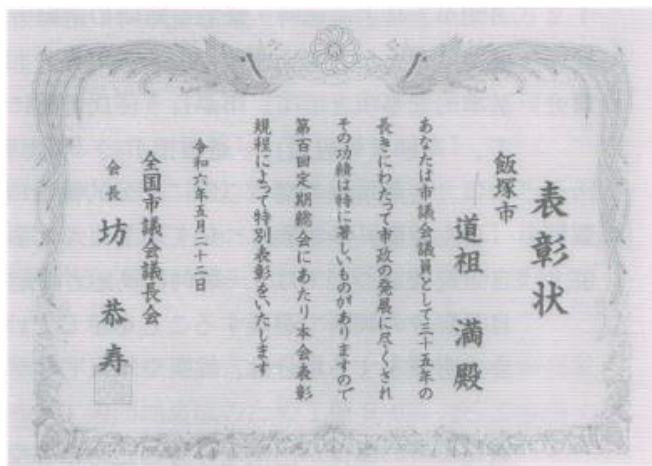 表彰状
飯塚市
道祖 満 殿
あなたは市議会議員として三十五年の
長きにわたって市政の発展に尽くされ
その功績は特に著しいものがありますので
第百回定期総会にあたり本会表彰
規程によって特別表彰をいたします
令和六年五月二十二日
全国市議会議長会
会長 坊 恭寿